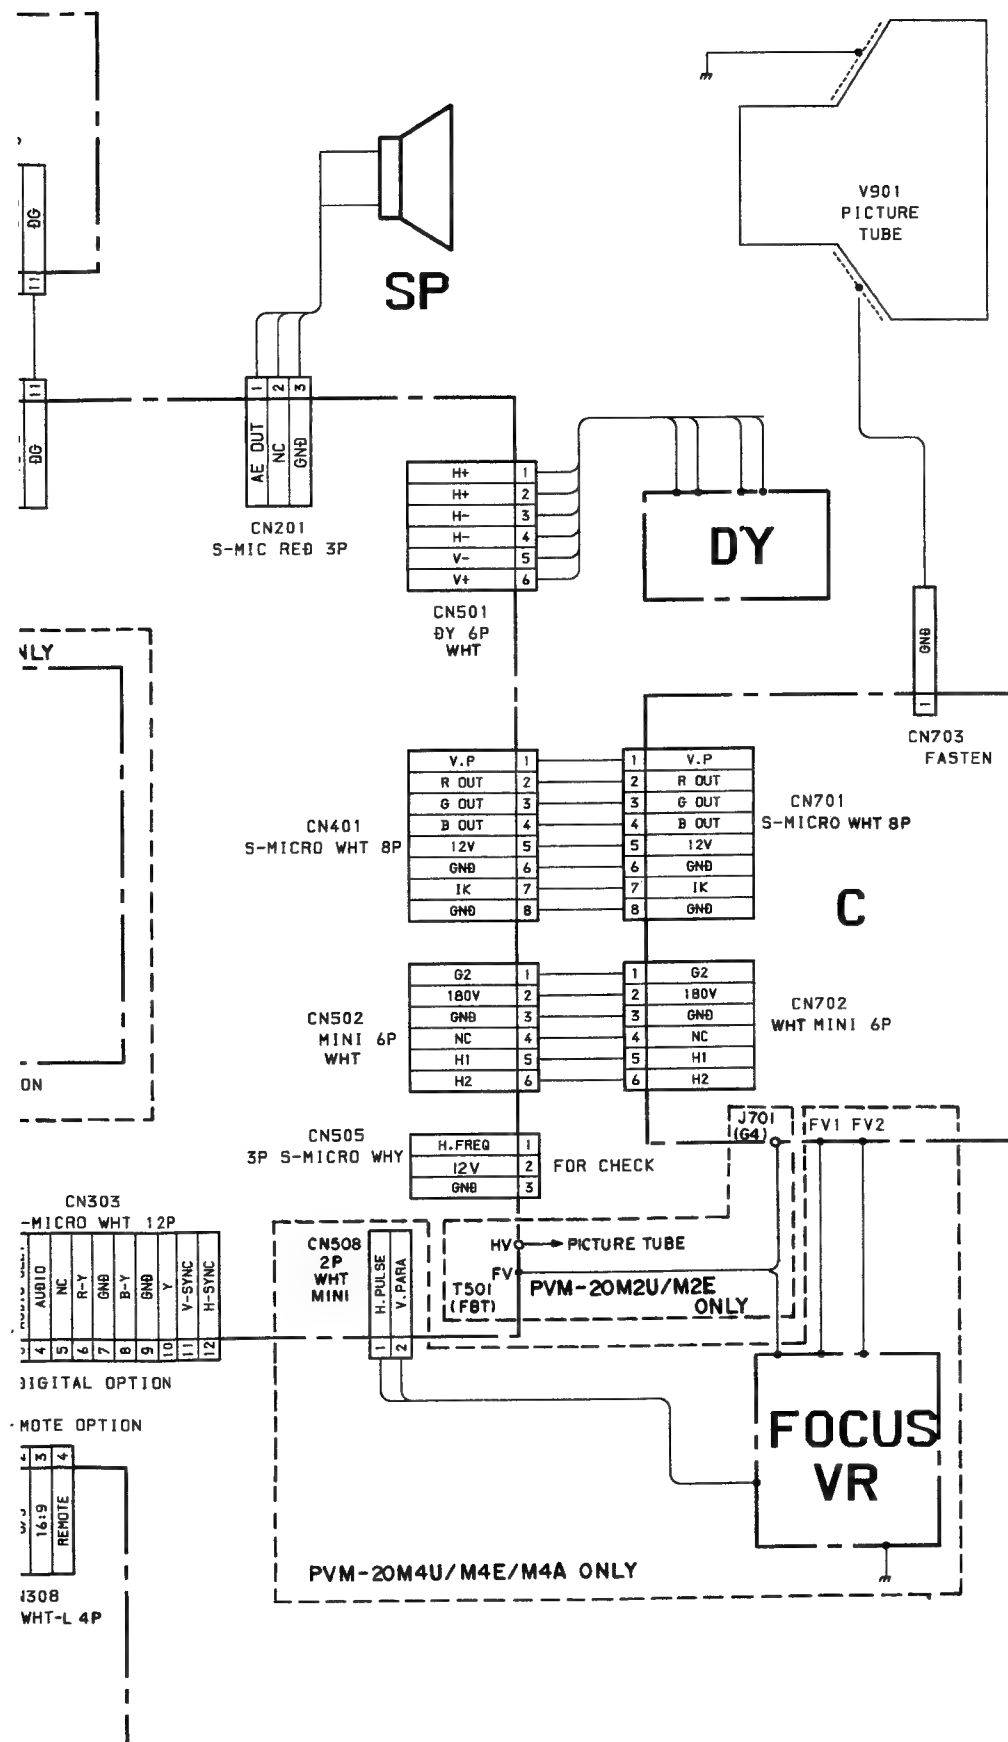 V901
PICTURE
TUBE
DG
11
SP
11
DG
1 2 3
AE OUT
NC
GND
CN201
S-MIC RED 3P
H+ 1
H+ 2
H- 3
H- 4
V- 5
V+ 6
CN501
DY 6P
WHT
DY
GND
1
CN703
FASTEN
NLY
V.P 1
R OUT 2
G OUT 3
B OUT 4
12V 5
GND 6
IK 7
GND 8
CN401
S-MICRO WHT 8P
1 V.P
2 R OUT
3 G OUT
4 B OUT
5 12V
6 GND
7 IK
8 GND
CN701
S-MICRO WHT 8P
C
G2 1
180V 2
GND 3
NC 4
H1 5
H2 6
CN502
MINI 6P
WHT
1 G2
2 180V
3 GND
4 NC
5 H1
6 H2
CN702
WHT MINI 6P
ON
CN505
3P S-MICRO WHY
H.FREQ 1
12V 2
GND 3
FOR CHECK
J701
(G4)
FV1 FV2
CN303
-MICRO WHT 12P
AUDIO
NC
R-Y
GND
B-Y
GND
Y
V-SYNC
H-SYNC
4 5 6 7 8 9 10 11 12
DIGITAL OPTION
CN508
2P
WHT
MINI
H.PULSE
V.PARA
1 2
HV
PICTURE TUBE
FV
T501
(FBT)
PVM-20M2U/M2E
ONLY
MOTE OPTION
3 4
16:9
REMOTE
N308
WHT-L 4P
FOCUS
VR
PVM-20M4U/M4E/M4A ONLY